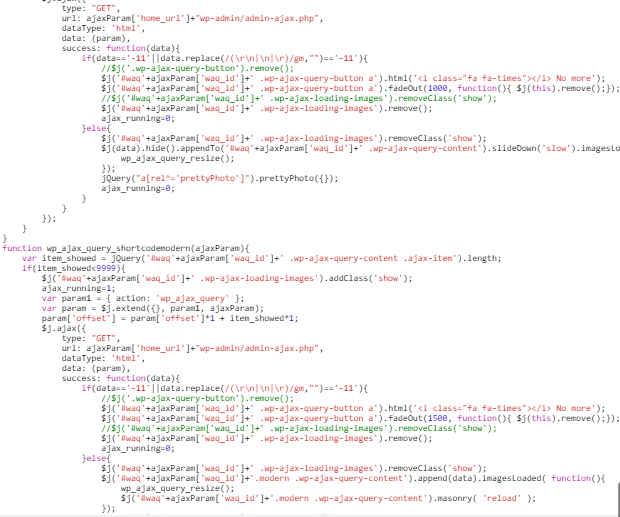 $j.ajax({
type: "GET",
url: ajaxParam['home_url']+"wp-admin/admin-ajax.php",
dataType: 'html',
data: (param),
success: function(data){
if(data=='-11'||data.replace(/(\r\n|\n|\r)/gm,"")=='-11'){
//$j('.wp-ajax-query-button').remove();
$j('#waq'+ajaxParam['waq_id']+' .wp-ajax-query-button a').html('<i class="fa fa-times"></i> No more');
$j('#waq'+ajaxParam['waq_id']+' .wp-ajax-query-button a').fadeOut(1000, function(){ $j(this).remove();});
//$j('#waq'+ajaxParam['waq_id']+' .wp-ajax-loading-images').removeClass('show');
$j('#waq'+ajaxParam['waq_id']+' .wp-ajax-loading-images').remove();
ajax_running=0;
}else{
$j('#waq'+ajaxParam['waq_id']+' .wp-ajax-loading-images').removeClass('show');
$j(data).hide().appendTo('#waq'+ajaxParam['waq_id']+' .wp-ajax-query-content').slideDown('slow').imagesLo
wp_ajax_query_resize();
});
jQuery("a[rel^='prettyPhoto']").prettyPhoto({});
ajax_running=0;
}
}
});
}
}
function wp_ajax_query_shortcodemodern(ajaxParam){
var item_showed = jQuery('#waq'+ajaxParam['waq_id']+' .wp-ajax-query-content .ajax-item').length;
if(item_showed<9999){
$j('#waq'+ajaxParam['waq_id']+' .wp-ajax-loading-images').addClass('show');
ajax_running=1;
var param1 = { action: 'wp_ajax_query' };
var param = $j.extend({}, param1, ajaxParam);
param['offset'] = param['offset']*1 + item_showed*1;
$j.ajax({
type: "GET",
url: ajaxParam['home_url']+"wp-admin/admin-ajax.php",
dataType: 'html',
data: (param),
success: function(data){
if(data=='-11'||data.replace(/(\r\n|\n|\r)/gm,"")=='-11'){
//$j('.wp-ajax-query-button').remove();
$j('#waq'+ajaxParam['waq_id']+' .wp-ajax-query-button a').html('<i class="fa fa-times"></i> No more');
$j('#waq'+ajaxParam['waq_id']+' .wp-ajax-query-button a').fadeOut(1500, function(){ $j(this).remove();});
//$j('#waq'+ajaxParam['waq_id']+' .wp-ajax-loading-images').removeClass('show');
$j('#waq'+ajaxParam['waq_id']+' .wp-ajax-loading-images').remove();
ajax_running=0;
}else{
$j('#waq'+ajaxParam['waq_id']+' .wp-ajax-loading-images').removeClass('show');
$j('#waq'+ajaxParam['waq_id']+'.modern .wp-ajax-query-content').append(data).imagesLoaded( function(){
wp_ajax_query_resize();
$j('#waq'+ajaxParam['waq_id']+'.modern .wp-ajax-query-content').masonry( 'reload' );
});